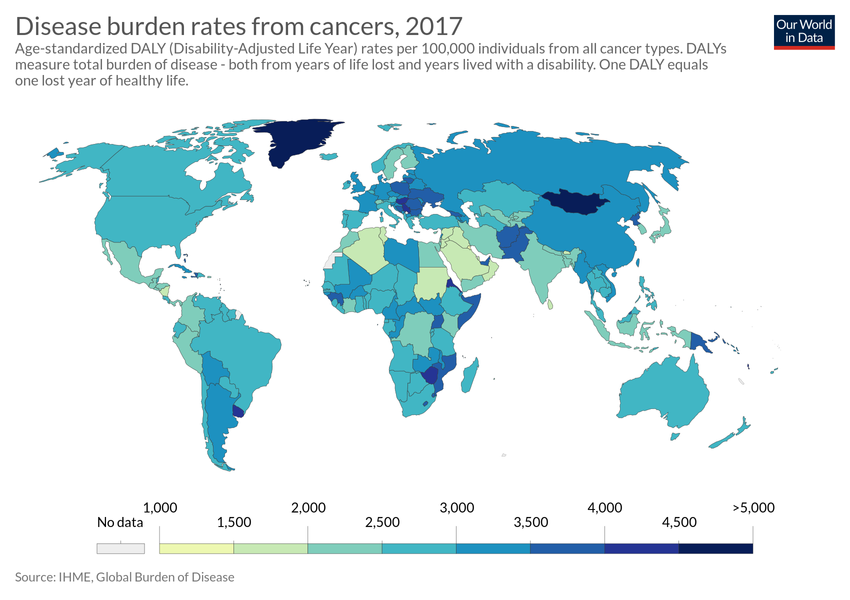 Disease burden rates from cancers, 2017
Our World
in Data
Age-standardized DALY (Disability-Adjusted Life Year) rates per 100,000 individuals from all cancer types. DALYs
measure total burden of disease - both from years of life lost and years lived with a disability. One DALY equals
one lost year of healthy life.
1,000 2,000 3,000 4,000 >5,000
No data 1,500 2,500 3,500 4,500
Source: IHME, Global Burden of Disease